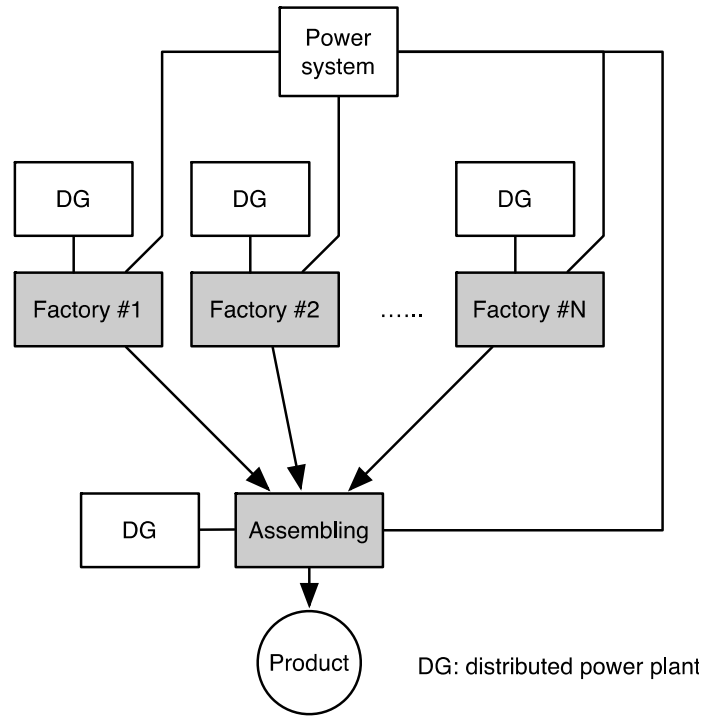 Power
system
DG
DG
DG
Factory #1
Factory #2
......
Factory #N
DG
Assembling
Product
DG: distributed power plant